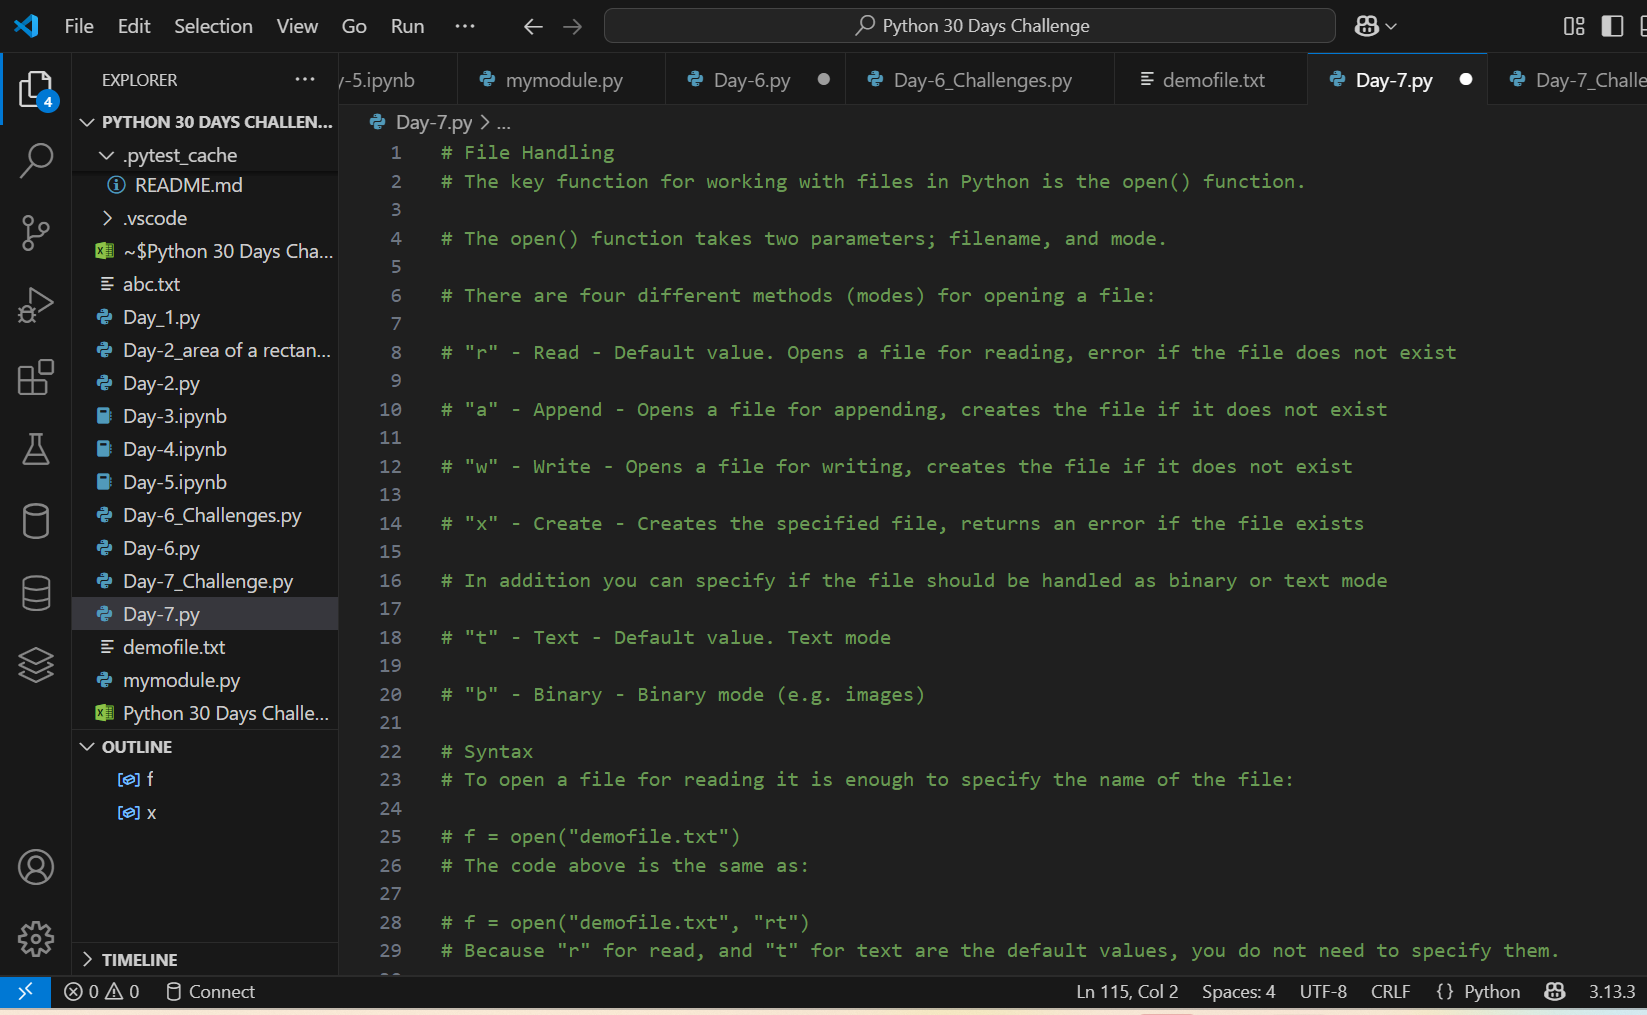 File Edit Selection View Go Run ··· Python 30 Days Challenge
EXPLORER ···
4
PYTHON 30 DAYS CHALLEN...
.pytest_cache
README.md
.vscode
~$Python 30 Days Cha...
abc.txt
Day_1.py
Day-2_area of a rectan...
Day-2.py
Day-3.ipynb
Day-4.ipynb
Day-5.ipynb
Day-6_Challenges.py
Day-6.py
Day-7_Challenge.py
Day-7.py
demofile.txt
mymodule.py
Python 30 Days Challe...
OUTLINE
f
x
TIMELINE
y-5.ipynb mymodule.py Day-6.py Day-6_Challenges.py demofile.txt Day-7.py Day-7_Challe
Day-7.py > ...
1 # File Handling
2 # The key function for working with files in Python is the open() function.
3
4 # The open() function takes two parameters; filename, and mode.
5
6 # There are four different methods (modes) for opening a file:
7
8 # "r" - Read - Default value. Opens a file for reading, error if the file does not exist
9
10 # "a" - Append - Opens a file for appending, creates the file if it does not exist
11
12 # "w" - Write - Opens a file for writing, creates the file if it does not exist
13
14 # "x" - Create - Creates the specified file, returns an error if the file exists
15
16 # In addition you can specify if the file should be handled as binary or text mode
17
18 # "t" - Text - Default value. Text mode
19
20 # "b" - Binary - Binary mode (e.g. images)
21
22 # Syntax
23 # To open a file for reading it is enough to specify the name of the file:
24
25 # f = open("demofile.txt")
26 # The code above is the same as:
27
28 # f = open("demofile.txt", "rt")
29 # Because "r" for read, and "t" for text are the default values, you do not need to specify them.
0 0 Connect Ln 115, Col 2 Spaces: 4 UTF-8 CRLF {} Python 3.13.3